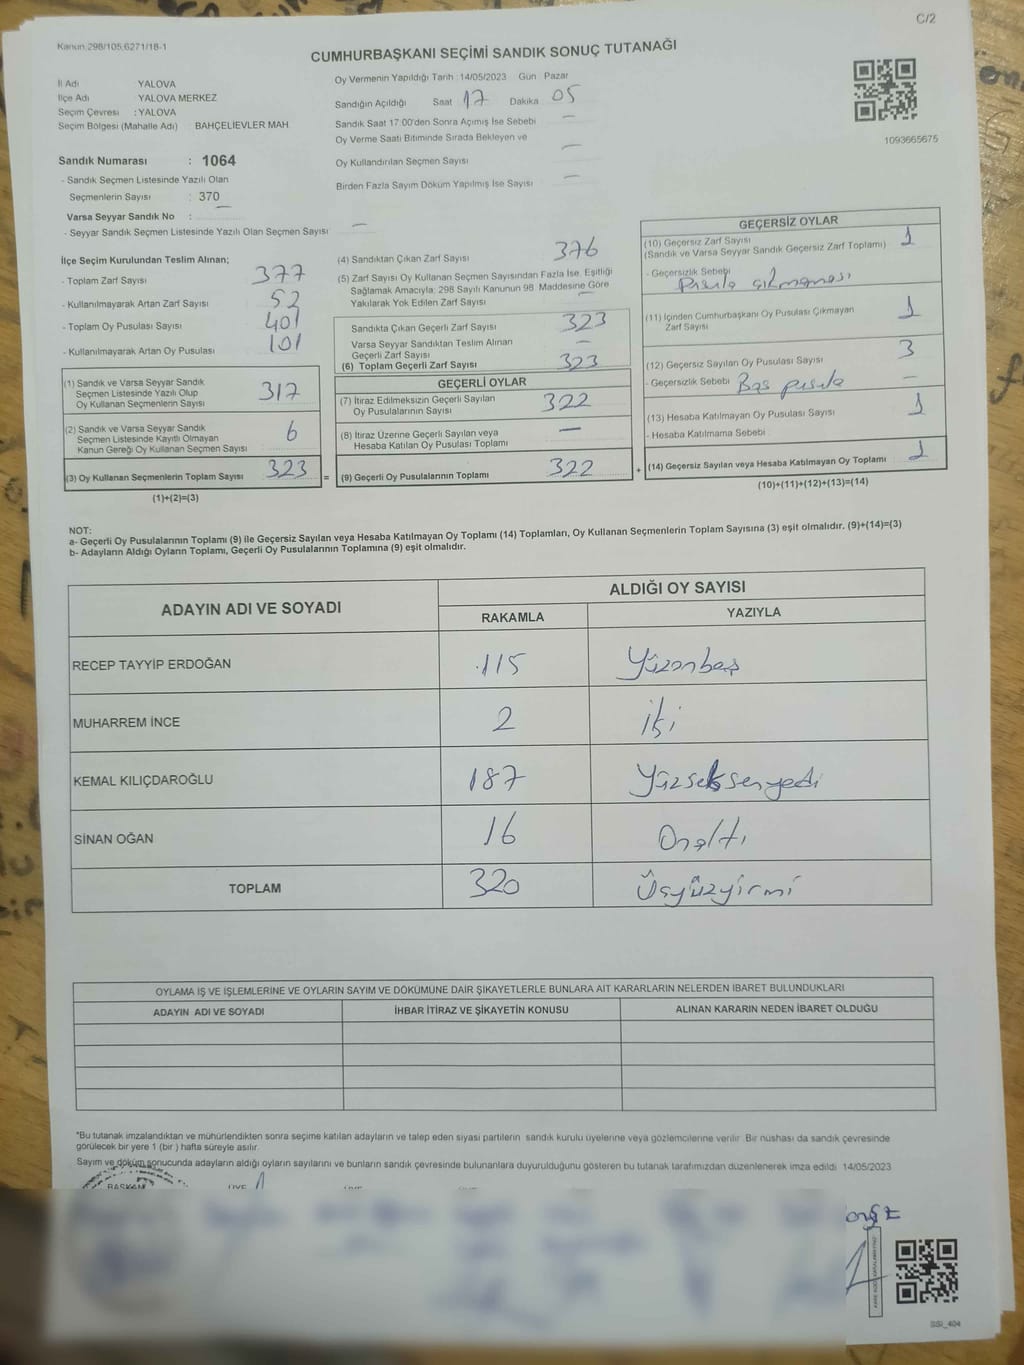 C/2
Kanun:298/105,6271/18-1
CUMHURBAŞKANI SEÇİMİ SANDIK SONUÇ TUTANAĞI
İl Adı YALOVA
İlçe Adı YALOVA MERKEZ
Seçim Çevresi : YALOVA
Seçim Bölgesi (Mahalle Adı) BAHÇELİEVLER MAH.
Sandık Numarası : 1064
- Sandık Seçmen Listesinde Yazılı Olan
Seçmenlerin Sayısı : 370
Varsa Seyyar Sandık No : —
- Seyyar Sandık Seçmen Listesinde Yazılı Olan Seçmen Sayısı —
Oy Vermenin Yapıldığı Tarih :14/05/2023 Gün Pazar
Sandığın Açıldığı Saat 17 Dakika 05
Sandık Saat 17:00'den Sonra Açımış İse Sebebi —
Oy Verme Saati Bitiminde Sırada Bekleyen ve
Oy Kullandırılan Seçmen Sayısı —
Birden Fazla Sayım Döküm Yapılmış İse Sayısı —
1093665675
İlçe Seçim Kurulundan Teslim Alınan;
- Toplam Zarf Sayısı 377
- Kullanılmayarak Artan Zarf Sayısı 52
- Toplam Oy Pusulası Sayısı 401
- Kullanılmayarak Artan Oy Pusulası 101
(1) Sandık ve Varsa Seyyar Sandık
Seçmen Listesinde Yazılı Olup
Oy Kullanan Seçmenlerin Sayısı 317
(2) Sandık ve Varsa Seyyar Sandık
Seçmen Listesinde Kayıtlı Olmayan
Kanun Gereği Oy Kullanan Seçmen Sayısı 6
(3) Oy Kullanan Seçmenlerin Toplam Sayısı 323 =
(1)+(2)=(3)
(4) Sandıktan Çıkan Zarf Sayısı 376
(5) Zarf Sayısı Oy Kullanan Seçmen Sayısından Fazla İse, Eşitliği
Sağlamak Amacıyla; 298 Sayılı Kanunun 98. Maddesine Göre
Yakılarak Yok Edilen Zarf Sayısı —
Sandıkta Çıkan Geçerli Zarf Sayısı 323
Varsa Seyyar Sandıktan Teslim Alınan
Geçerli Zarf Sayısı —
(6) Toplam Geçerli Zarf Sayısı 323
GEÇERLİ OYLAR
(7) İtiraz Edilmeksizin Geçerli Sayılan
Oy Pusulalarının Sayısı 322
(8) İtiraz Üzerine Geçerli Sayılan veya
Hesaba Katılan Oy Pusulası Toplamı —
(9) Geçerli Oy Pusulalarının Toplamı 322 +
GEÇERSİZ OYLAR
(10) Geçersiz Zarf Sayısı
(Sandık ve Varsa Seyyar Sandık Geçersiz Zarf Toplamı) 1
- Geçersizlik Sebebi Pusula çıkmaması
(11) İçinden Cumhurbaşkanı Oy Pusulası Çıkmayan
Zarf Sayısı 1
(12) Geçersiz Sayılan Oy Pusulası Sayısı 3
- Geçersizlik Sebebi Boş pusula —
(13) Hesaba Katılmayan Oy Pusulası Sayısı 1
- Hesaba Katılmama Sebebi
(14) Geçersiz Sayılan veya Hesaba Katılmayan Oy Toplamı 1
(10)+(11)+(12)+(13)=(14)
NOT:
a- Geçerli Oy Pusulalarının Toplamı (9) ile Geçersiz Sayılan veya Hesaba Katılmayan Oy Toplamı (14) Toplamları, Oy Kullanan Seçmenlerin Toplam Sayısına (3) eşit olmalıdır. (9)+(14)=(3)
b- Adayların Aldığı Oyların Toplamı, Geçerli Oy Pusulalarının Toplamına (9) eşit olmalıdır.
ADAYIN ADI VE SOYADI ALDIĞI OY SAYISI
RAKAMLA YAZIYLA
RECEP TAYYİP ERDOĞAN 115 Yüzonbeş
MUHARREM İNCE 2 iki
KEMAL KILIÇDAROĞLU 187 Yüzseksenyedi
SİNAN OĞAN 16 Onaltı
TOPLAM 320 Üçyüzyirmi
OYLAMA İŞ VE İŞLEMLERİNE VE OYLARIN SAYIM VE DÖKÜMÜNE DAİR ŞİKAYETLERLE BUNLARA AİT KARARLARIN NELERDEN İBARET BULUNDUKLARI
ADAYIN ADI VE SOYADI İHBAR İTİRAZ VE ŞİKAYETİN KONUSU ALINAN KARARIN NEDEN İBARET OLDUĞU
*Bu tutanak imzalandıktan ve mühürlendikten sonra seçime katılan adayların ve talep eden siyasi partilerin sandık kurulu üyelerine veya gözlemcilerine verilir. Bir nüshası da sandık çevresinde
görülecek bir yere 1 (bir ) hafta süreyle asılır.
Sayım ve döküm sonucunda adayların aldığı oyların sayılarını ve bunların sandık çevresinde bulunanlara duyurulduğunu gösteren bu tutanak tarafımızdan düzenlenerek imza edildi 14/05/2023
BAŞKAN
SSİ_404